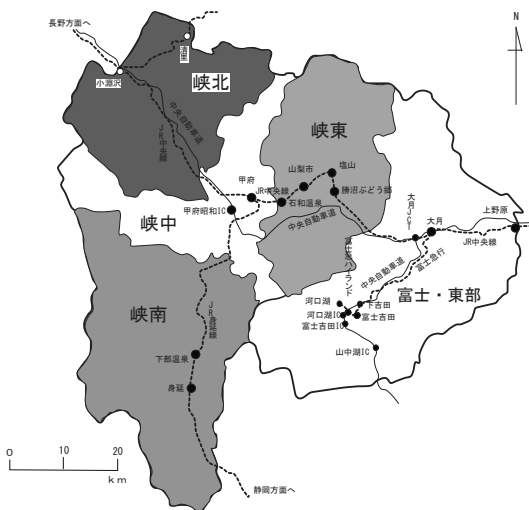 長野方面へ
N
清里
小淵沢
峡北
中央自動車道
JR中央線
峡東
山梨市
塩山
甲府
JR中央線
勝沼ぶどう郷
石和温泉
甲府昭和IC
峡中
中央自動車道
大月JCT
大月
上野原
JR中央線
富士急ハイランド
中央自動車道
富士急行
峡南
JR身延線
河口湖
下吉田
河口湖IC
富士吉田
富士吉田IC
富士・東部
山中湖IC
下部温泉
身延
0 10 20
km
静岡方面へ